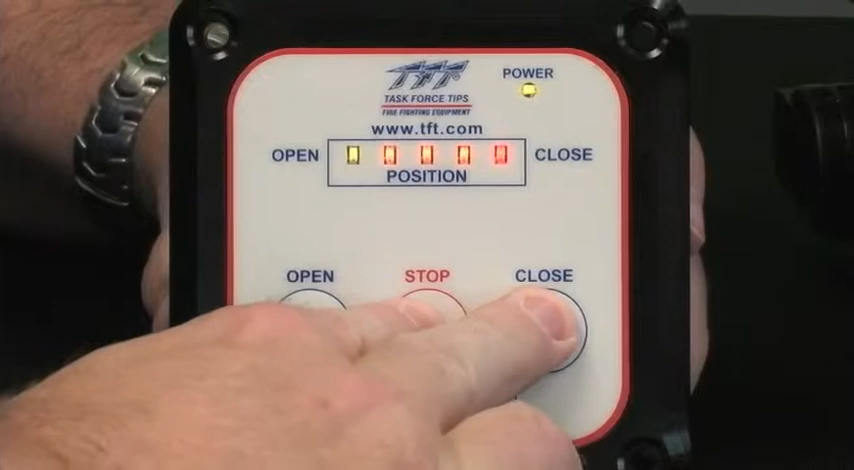 TFT
POWER
TASK FORCE TIPS
FIRE FIGHTING EQUIPMENT
www.tft.com
OPEN CLOSE
POSITION
OPEN STOP CLOSE